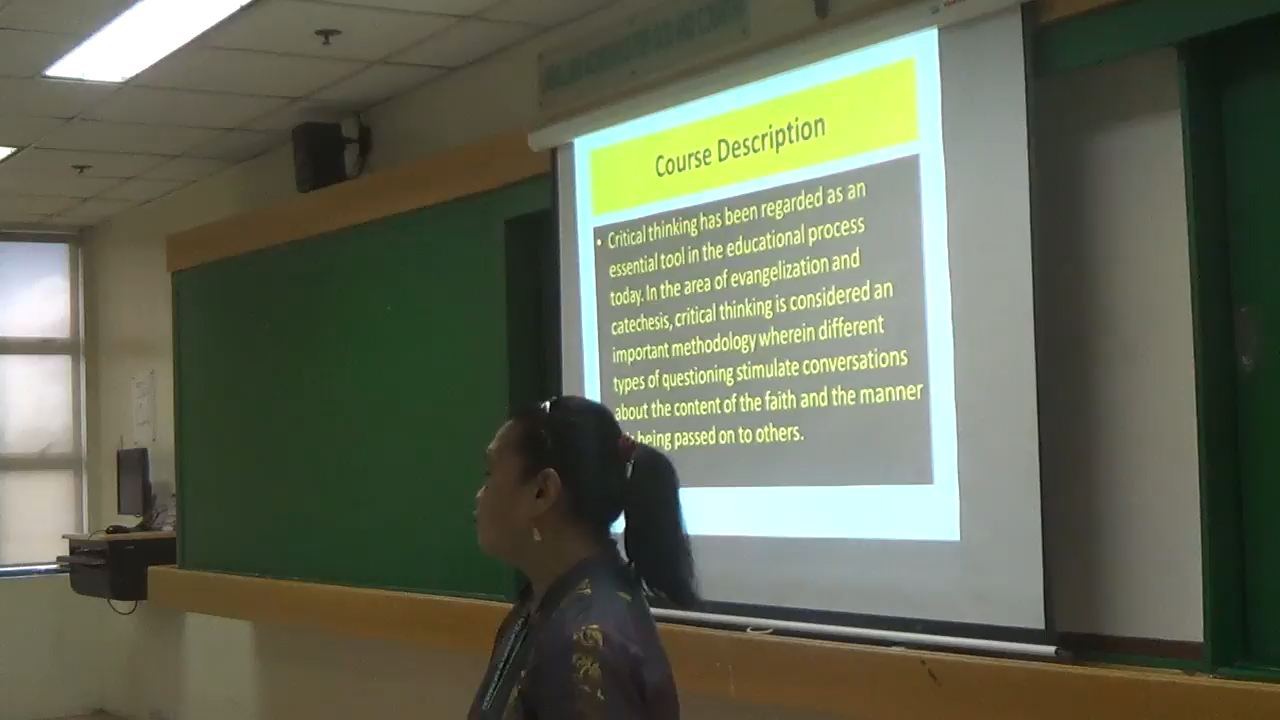 Course Description
• Critical thinking has been regarded as an
essential tool in the educational process
today. In the area of evangelization and
catechesis, critical thinking is considered an
important methodology wherein different
types of questioning stimulate conversations
about the content of the faith and the manner
being passed on to others.